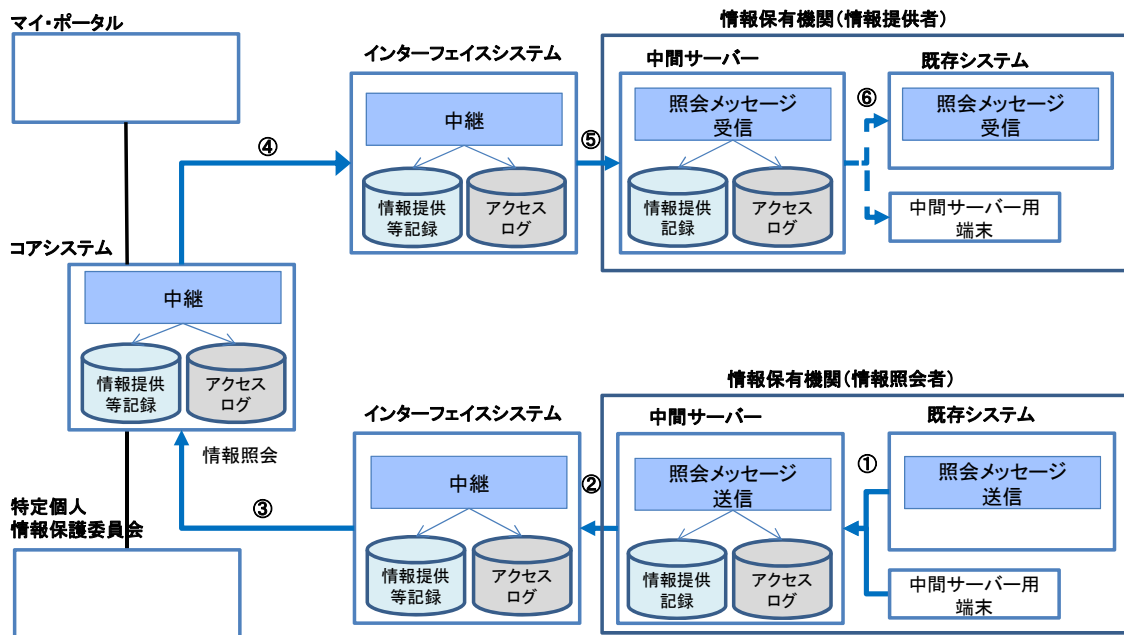 マイ・ポータル
情報保有機関(情報提供者)
インターフェイスシステム
中間サーバー
既存システム
中継
照会メッセージ
受信
⑥
照会メッセージ
受信
④
⑤
情報提供
等記録
アクセス
ログ
情報提供
記録
アクセス
ログ
中間サーバー用
端末
コアシステム
中継
情報提供
等記録
アクセス
ログ
情報保有機関(情報照会者)
インターフェイスシステム
中間サーバー
既存システム
情報照会
中継
照会メッセージ
送信
①
照会メッセージ
送信
②
③
特定個人
情報保護委員会
情報提供
等記録
アクセス
ログ
情報提供
記録
アクセス
ログ
中間サーバー用
端末